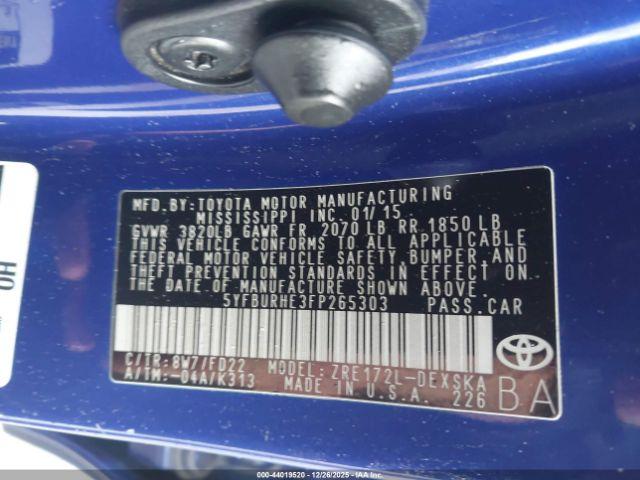 MFD. BY: TOYOTA MOTOR MANUFACTURING
MISSISSIPPI INC. 01/15
GVWR 3820LB GAWR FR 2070 LB RR 1850 LB
THIS VEHICLE CONFORMS TO ALL APPLICABLE
FEDERAL MOTOR VEHICLE SAFETY, BUMPER, AND
THEFT PREVENTION STANDARDS IN EFFECT ON
THE DATE OF MANUFACTURE SHOWN ABOVE.
5YFBURHE3FP265303 PASS. CAR
C/TR: 8W7/FD22 MODEL: ZRE172L-DEXSKA
A/TM: -04A/K313 MADE IN U.S.A. 226
BA
HO
000-44019520 | 12/26/2025 | IAAI.com